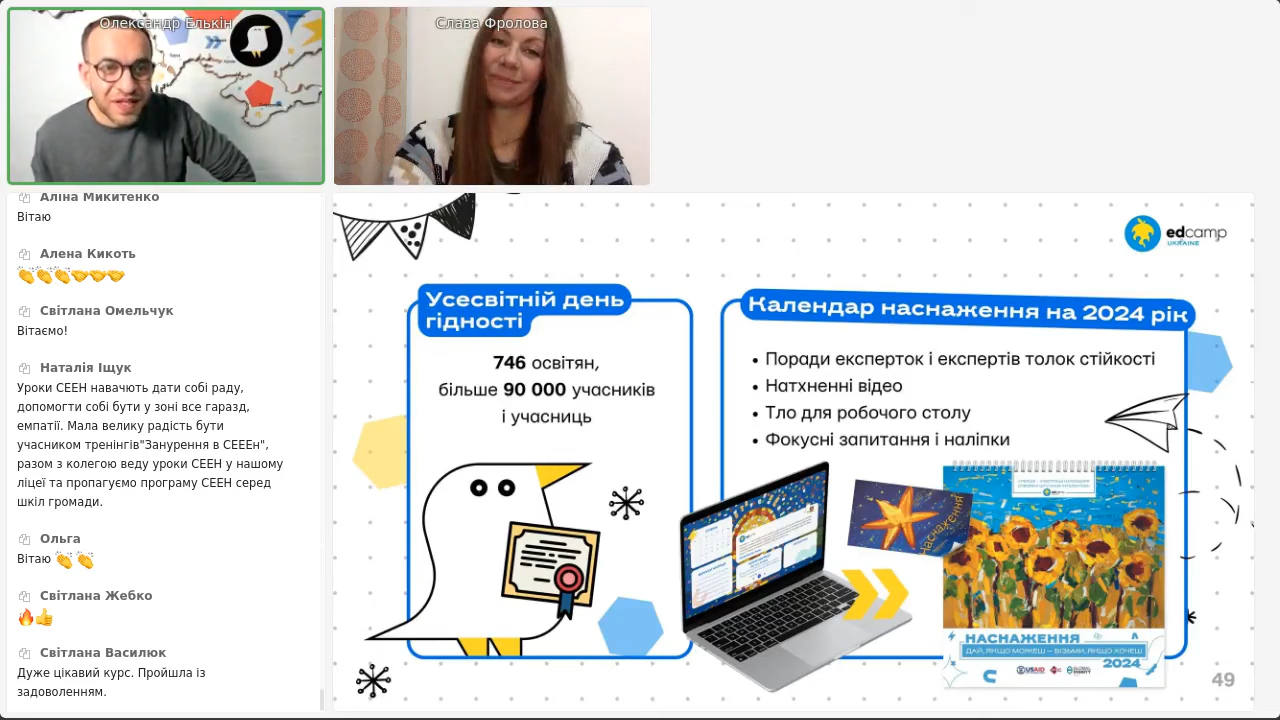 Олександр Елькін
Слава Фролова
Аліна Микитенко
Вітаю
Алена Кикоть
👏👏👏🤝🤝🤝
Світлана Омельчук
Вітаємо!
Наталія Іщук
Уроки СЕЕН навачють дати собі раду,
допомогти собі бути у зоні все гаразд,
емпатії. Мала велику радість бути
учасником тренінгів"Занурення в СЕЕЕн",
разом з колегою веду уроки СЕЕН у нашому
ліцеї та пропагуємо програму СЕЕН серед
шкіл громади.
Ольга
Вітаю 👏 👏
Світлана Жебко
🔥👍
Світлана Василюк
Дуже цікавий курс. Пройшла із
задоволенням.
edcamp
UKRAINE
Усесвітній день
гідності
746 освітян,
більше 90 000 учасників
і учасниць
Календар наснаження на 2024 рік
• Поради експерток і експертів толок стійкості
• Натхненні відео
• Тло для робочого столу
• Фокусні запитання і наліпки
Наснаження
НАСНАЖЕННЯ
ДАЙ, ЯКЩО МОЖЕШ – ВІЗЬМИ, ЯКЩО ХОЧЕШ
2024
USAID
49